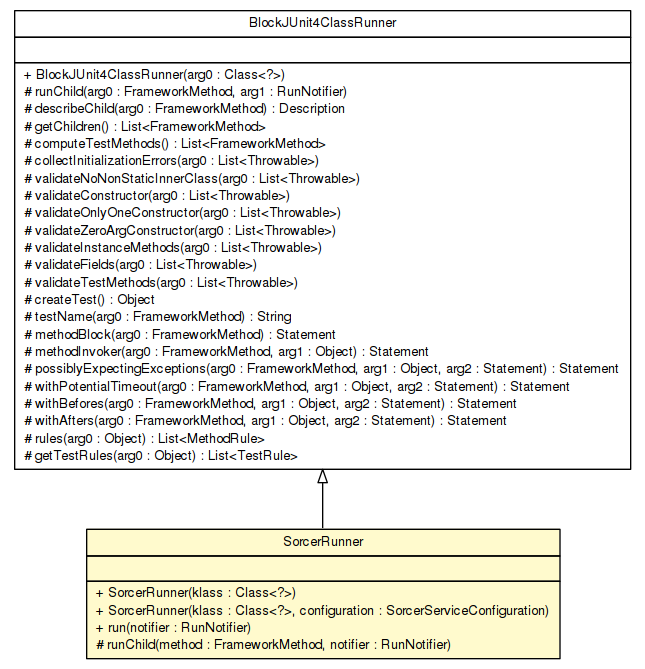 BlockJUnit4ClassRunner
+ BlockJUnit4ClassRunner(arg0 : Class<?>)
# runChild(arg0 : FrameworkMethod, arg1 : RunNotifier)
# describeChild(arg0 : FrameworkMethod) : Description
# getChildren() : List<FrameworkMethod>
# computeTestMethods() : List<FrameworkMethod>
# collectInitializationErrors(arg0 : List<Throwable>)
# validateNoNonStaticInnerClass(arg0 : List<Throwable>)
# validateConstructor(arg0 : List<Throwable>)
# validateOnlyOneConstructor(arg0 : List<Throwable>)
# validateZeroArgConstructor(arg0 : List<Throwable>)
# validateInstanceMethods(arg0 : List<Throwable>)
# validateFields(arg0 : List<Throwable>)
# validateTestMethods(arg0 : List<Throwable>)
# createTest() : Object
# testName(arg0 : FrameworkMethod) : String
# methodBlock(arg0 : FrameworkMethod) : Statement
# methodInvoker(arg0 : FrameworkMethod, arg1 : Object) : Statement
# possiblyExpectingExceptions(arg0 : FrameworkMethod, arg1 : Object, arg2 : Statement) : Statement
# withPotentialTimeout(arg0 : FrameworkMethod, arg1 : Object, arg2 : Statement) : Statement
# withBefores(arg0 : FrameworkMethod, arg1 : Object, arg2 : Statement) : Statement
# withAfters(arg0 : FrameworkMethod, arg1 : Object, arg2 : Statement) : Statement
# rules(arg0 : Object) : List<MethodRule>
# getTestRules(arg0 : Object) : List<TestRule>
SorcerRunner
+ SorcerRunner(klass : Class<?>)
+ SorcerRunner(klass : Class<?>, configuration : SorcerServiceConfiguration)
+ run(notifier : RunNotifier)
# runChild(method : FrameworkMethod, notifier : RunNotifier)